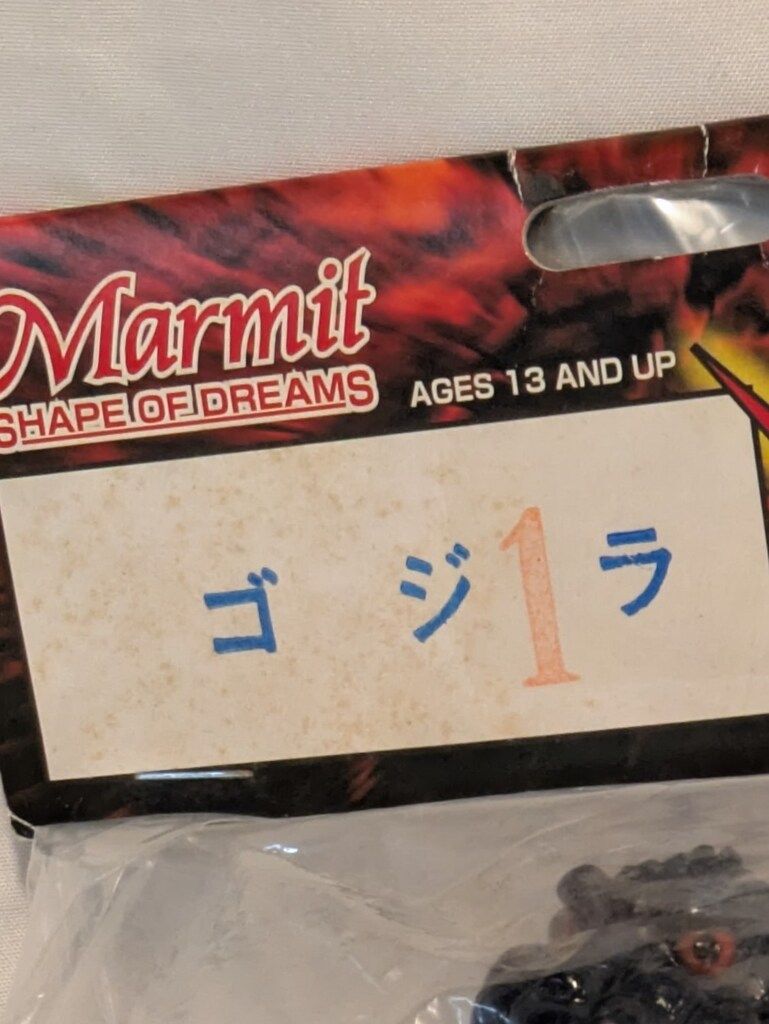 Marmit
SHAPE OF DREAMS
AGES 13 AND UP
ゴジ1ラ